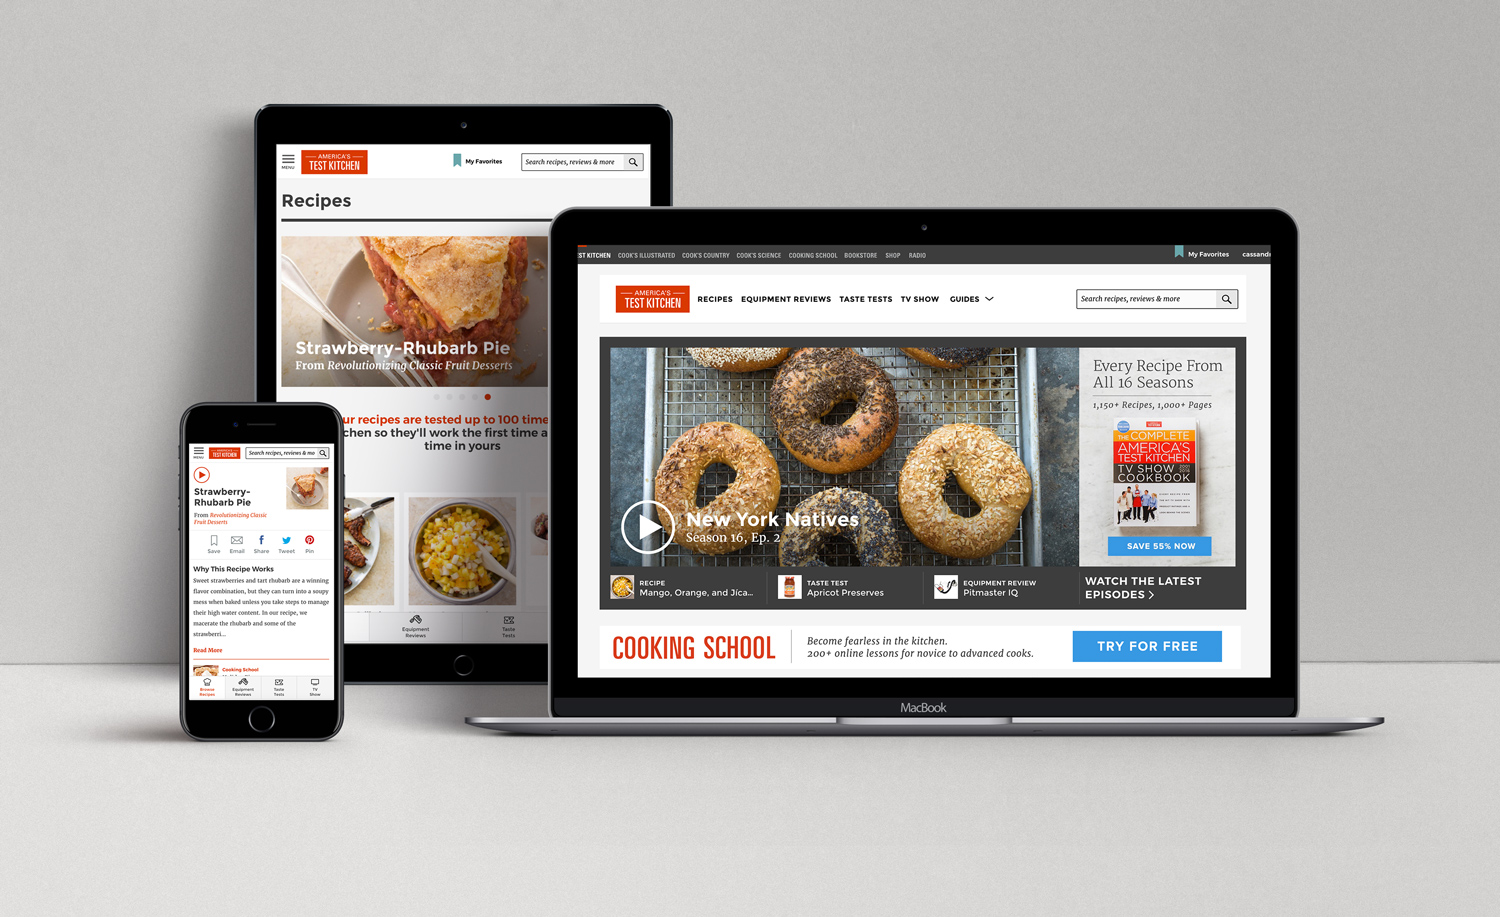 MENU
AMERICA'S
TEST KITCHEN
My Favorites
Search recipes, reviews & more
Recipes
Strawberry-Rhubarb Pie
From Revolutionizing Classic Fruit Desserts
ur recipes are tested up to 100 time
chen so they'll work the first time a
time in yours
Equipment
Reviews
Taste
Tests
MENU
AMERICA'S
TEST KITCHEN
Search recipes, reviews & mo
Strawberry-
Rhubarb Pie
From Revolutionizing Classic
Fruit Desserts
Save Email Share Tweet Pin
Why This Recipe Works
Sweet strawberries and tart rhubarb are a winning
flavor combination, but they can turn into a soupy
mess when baked unless you take steps to manage
their high water content. In our recipe, we
macerate the rhubarb and some of the
strawberri...
Read More
Cooking School
Browse
Recipes
Equipment
Reviews
Taste
Tests
TV
Show
EST KITCHEN COOK'S ILLUSTRATED COOK'S COUNTRY COOK'S SCIENCE COOKING SCHOOL BOOKSTORE SHOP RADIO
My Favorites cassandr
AMERICA'S
TEST KITCHEN
RECIPES EQUIPMENT REVIEWS TASTE TESTS TV SHOW GUIDES
Search recipes, reviews & more
New York Natives
Season 16, Ep. 2
Every Recipe From
All 16 Seasons
1,150+ Recipes, 1,000+ Pages
THE COMPLETE
AMERICA'S
TEST KITCHEN
TV SHOW
COOKBOOK
SAVE 55% NOW
RECIPE
Mango, Orange, and Jica...
TASTE TEST
Apricot Preserves
EQUIPMENT REVIEW
Pitmaster IQ
WATCH THE LATEST
EPISODES >
COOKING SCHOOL
Become fearless in the kitchen.
200+ online lessons for novice to advanced cooks.
TRY FOR FREE
MacBook